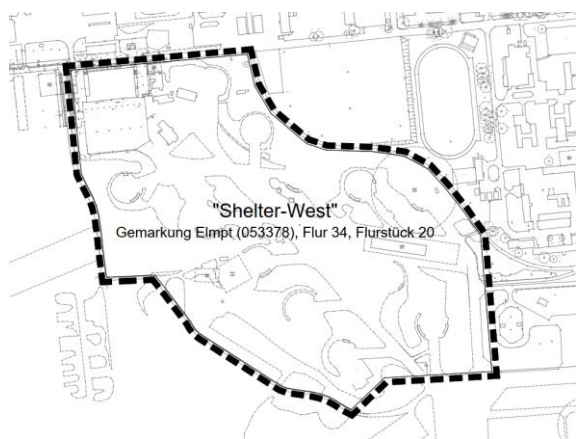 "Shelter-West"
Gemarkung Elmpt (053378), Flur 34, Flurstück 20